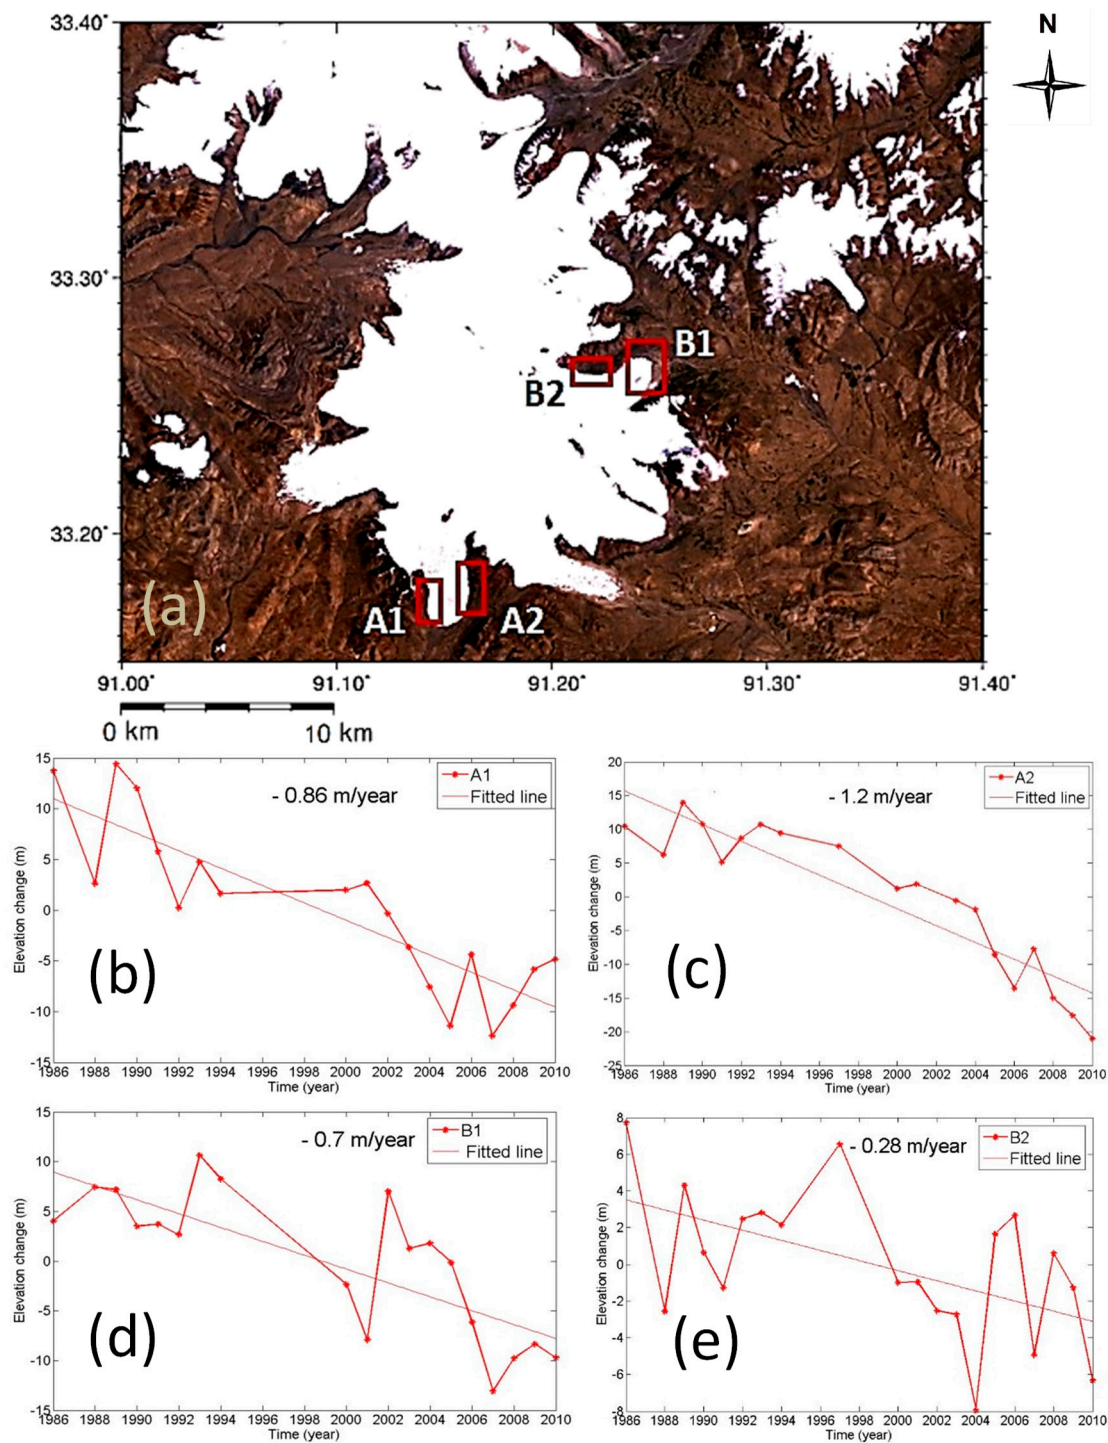 N
33.40°
33.30°
B1
B2
33.20°
(a)
A1
A2
91.00°
91.10°
91.20°
91.30°
91.40°
0 km
10 km
15
10
5
0
-5
-10
-15
Elevation change (m)
A1
Fitted line
- 0.86 m/year
(b)
1986 1988 1990 1992 1994 1996 1998 2000 2002 2004 2006 2008 2010
Time (year)
20
15
10
5
0
-5
-10
-15
-20
-25
Elevation change (m)
A2
Fitted line
- 1.2 m/year
(c)
1986 1988 1990 1992 1994 1996 1998 2000 2002 2004 2006 2008 2010
Time (year)
15
10
5
0
-5
-10
-15
Elevation change (m)
B1
Fitted line
- 0.7 m/year
(d)
1986 1988 1990 1992 1994 1996 1998 2000 2002 2004 2006 2008 2010
Time (year)
8
6
4
2
0
-2
-4
-6
-8
Elevation change (m)
B2
Fitted line
- 0.28 m/year
(e)
1986 1988 1990 1992 1994 1996 1998 2000 2002 2004 2006 2008 2010
Time (year)